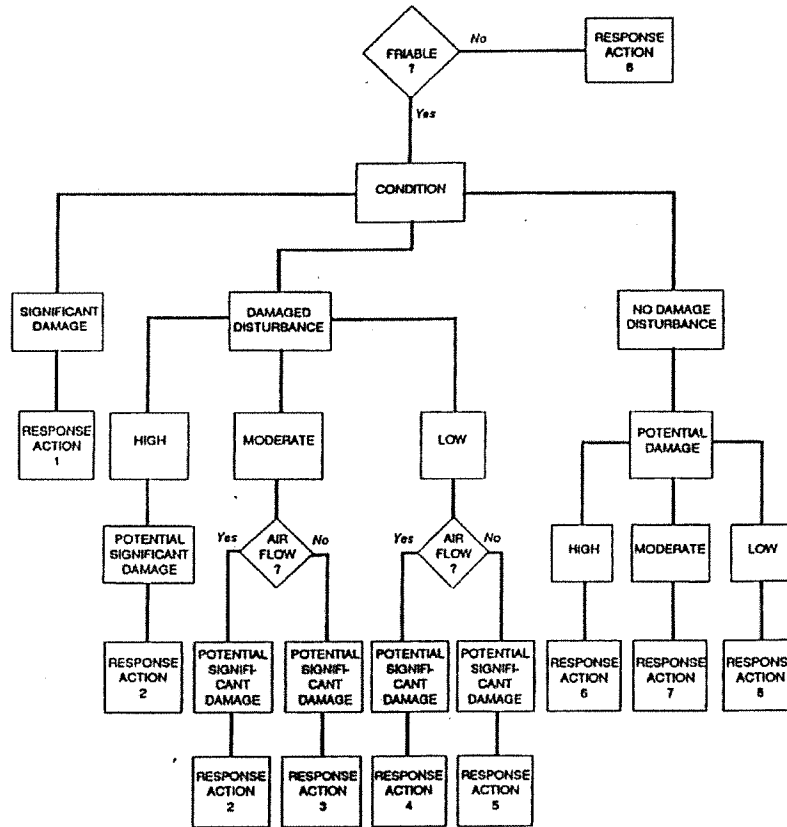 FRIABLE
?
No
RESPONSE
ACTION
8
Yes
CONDITION
SIGNIFICANT
DAMAGE
DAMAGED
DISTURBANCE
NO DAMAGE
DISTURBANCE
RESPONSE
ACTION
1
HIGH
MODERATE
LOW
POTENTIAL
DAMAGE
POTENTIAL
SIGNIFICANT
DAMAGE
Yes
AIR
FLOW
?
No
Yes
AIR
FLOW
?
No
HIGH
MODERATE
LOW
RESPONSE
ACTION
2
POTENTIAL
SIGNIFI-
CANT
DAMAGE
POTENTIAL
SIGNIFI-
CANT
DAMAGE
POTENTIAL
SIGNIFI-
CANT
DAMAGE
POTENTIAL
SIGNIFI-
CANT
DAMAGE
RESPONSE
ACTION
6
RESPONSE
ACTION
7
RESPONSE
ACTION
8
RESPONSE
ACTION
2
RESPONSE
ACTION
3
RESPONSE
ACTION
4
RESPONSE
ACTION
5